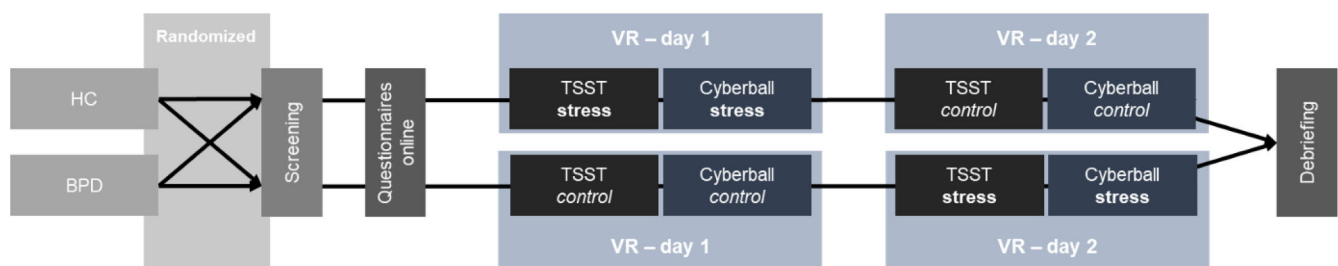 Randomized
VR – day 1
VR – day 2
HC
BPD
Screening
Questionnaires
online
TSST
stress
Cyberball
stress
TSST
control
Cyberball
control
TSST
control
Cyberball
control
TSST
stress
Cyberball
stress
VR – day 1
VR – day 2
Debriefing